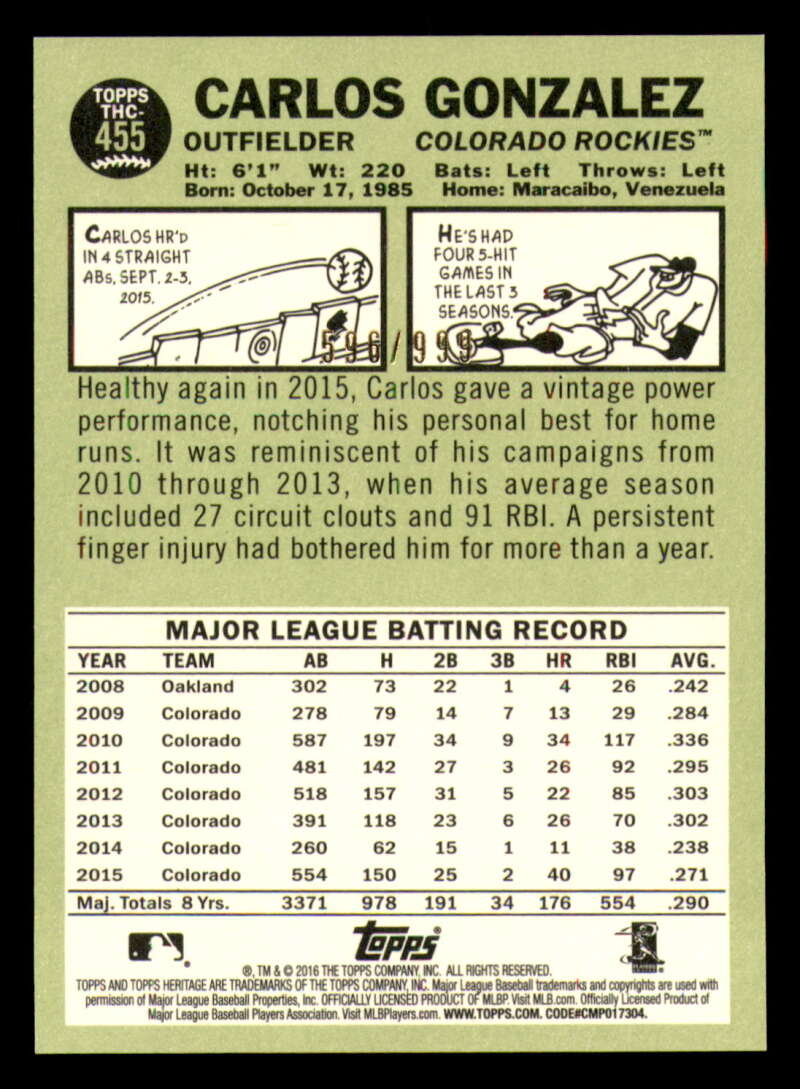 TOPPS
THC-
455
CARLOS GONZALEZ
OUTFIELDER COLORADO ROCKIES™
Ht: 6'1" Wt: 220 Bats: Left Throws: Left
Born: October 17, 1985 Home: Maracaibo, Venezuela
CARLOS HR'D
IN 4 STRAIGHT
ABs, SEPT. 2-3,
2015.
HE'S HAD
FOUR 5-HIT
GAMES IN
THE LAST 3
SEASONS.
596/999
Healthy again in 2015, Carlos gave a vintage power
performance, notching his personal best for home
runs. It was reminiscent of his campaigns from
2010 through 2013, when his average season
included 27 circuit clouts and 91 RBI. A persistent
finger injury had bothered him for more than a year.
MAJOR LEAGUE BATTING RECORD
YEAR TEAM AB H 2B 3B HR RBI AVG.
2008 Oakland 302 73 22 1 4 26 .242
2009 Colorado 278 79 14 7 13 29 .284
2010 Colorado 587 197 34 9 34 117 .336
2011 Colorado 481 142 27 3 26 92 .295
2012 Colorado 518 157 31 5 22 85 .303
2013 Colorado 391 118 23 6 26 70 .302
2014 Colorado 260 62 15 1 11 38 .238
2015 Colorado 554 150 25 2 40 97 .271
Maj. Totals 8 Yrs. 3371 978 191 34 176 554 .290
Topps®
®, TM & © 2016 THE TOPPS COMPANY, INC. ALL RIGHTS RESERVED.
TOPPS AND TOPPS HERITAGE ARE TRADEMARKS OF THE TOPPS COMPANY, INC. Major League Baseball trademarks and copyrights are used with
permission of Major League Baseball Properties, Inc. OFFICIALLY LICENSED PRODUCT OF MLBP. Visit MLB.com. Officially Licensed Product of
Major League Baseball Players Association. Visit MLBPlayers.com. WWW.TOPPS.COM. CODE#CMP017304.